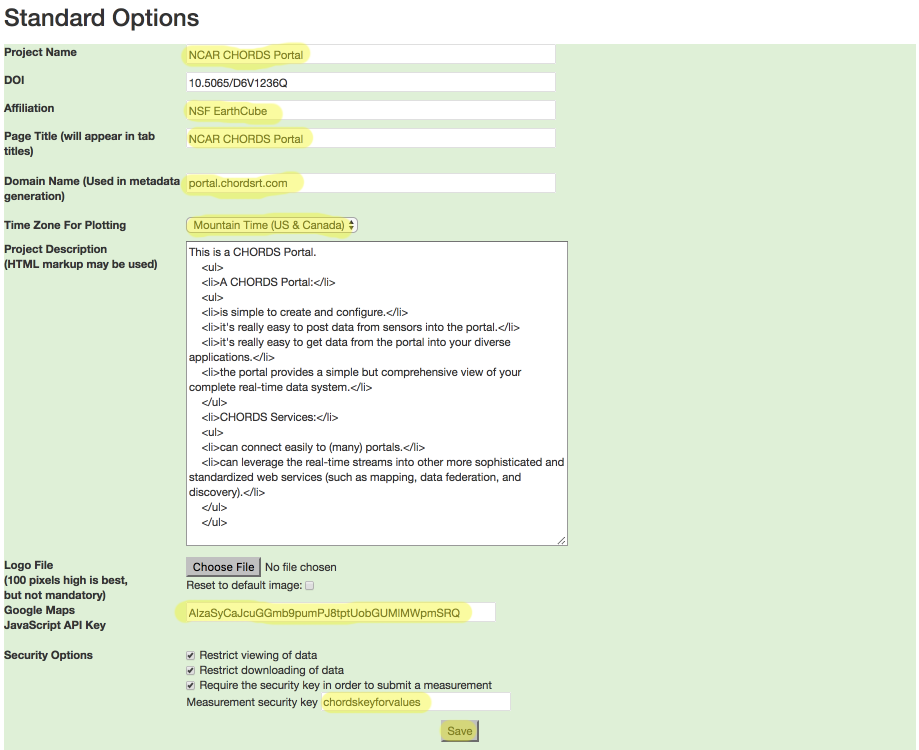 Standard Options
Project Name
NCAR CHORDS Portal
DOI
10.5065/D6V1236Q
Affiliation
NSF EarthCube
Page Title (will appear in tab
titles)
NCAR CHORDS Portal
Domain Name (Used in metadata
generation)
portal.chordsrt.com
Time Zone For Plotting
Mountain Time (US & Canada)
Project Description
(HTML markup may be used)
This is a CHORDS Portal.
<ul>
<li>A CHORDS Portal:</li>
<ul>
<li>is simple to create and configure.</li>
<li>it's really easy to post data from sensors into the portal.</li>
<li>it's really easy to get data from the portal into your diverse
applications.</li>
<li>the portal provides a simple but comprehensive view of your
complete real-time data system.</li>
</ul>
<li>CHORDS Services:</li>
<ul>
<li>can connect easily to (many) portals.</li>
<li>can leverage the real-time streams into other more sophisticated and
standardized web services (such as mapping, data federation, and
discovery).</li>
</ul>
</ul>
Logo File
(100 pixels high is best,
but not mandatory)
Choose File No file chosen
Reset to default image:
Google Maps
JavaScript API Key
AIzaSyCaJcuGGmb9pumPJ8tptUobGUMIMWpmSRQ
Security Options
Restrict viewing of data
Restrict downloading of data
Require the security key in order to submit a measurement
Measurement security key chordskeyforvalues
Save